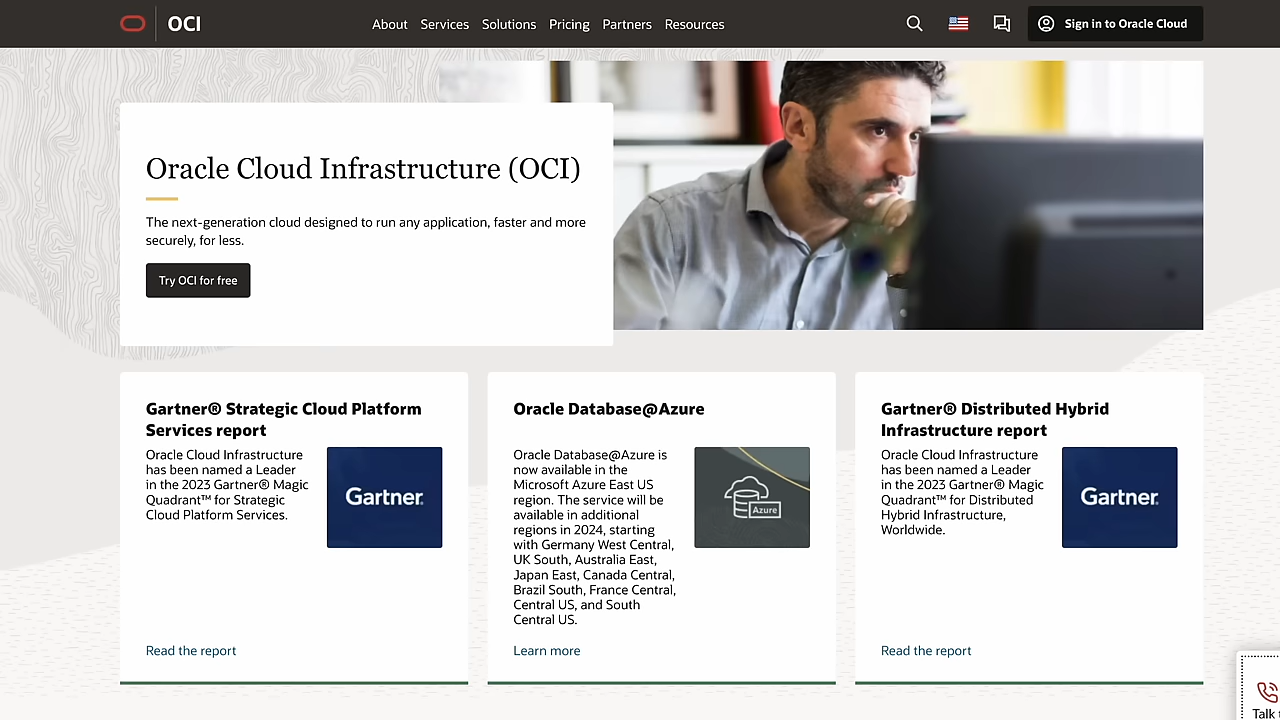 OCI
About Services Solutions Pricing Partners Resources
Sign in to Oracle Cloud
Oracle Cloud Infrastructure (OCI)
The next-generation cloud designed to run any application, faster and more
securely, for less.
Try OCI for free
Gartner® Strategic Cloud Platform
Services report
Oracle Cloud Infrastructure
has been named a Leader
in the 2023 Gartner® Magic
Quadrant™ for Strategic
Cloud Platform Services.
Gartner®
Read the report
Oracle Database@Azure
Oracle Database@Azure is
now available in the
Microsoft Azure East US
region. The service will be
available in additional
regions in 2024, starting
with Germany West Central,
UK South, Australia East,
Japan East, Canada Central,
Brazil South, France Central,
Central US, and South
Central US.
Azure
Learn more
Gartner® Distributed Hybrid
Infrastructure report
Oracle Cloud Infrastructure
has been named a Leader
in the 2023 Gartner® Magic
Quadrant™ for Distributed
Hybrid Infrastructure,
Worldwide.
Gartner®
Read the report
Talk